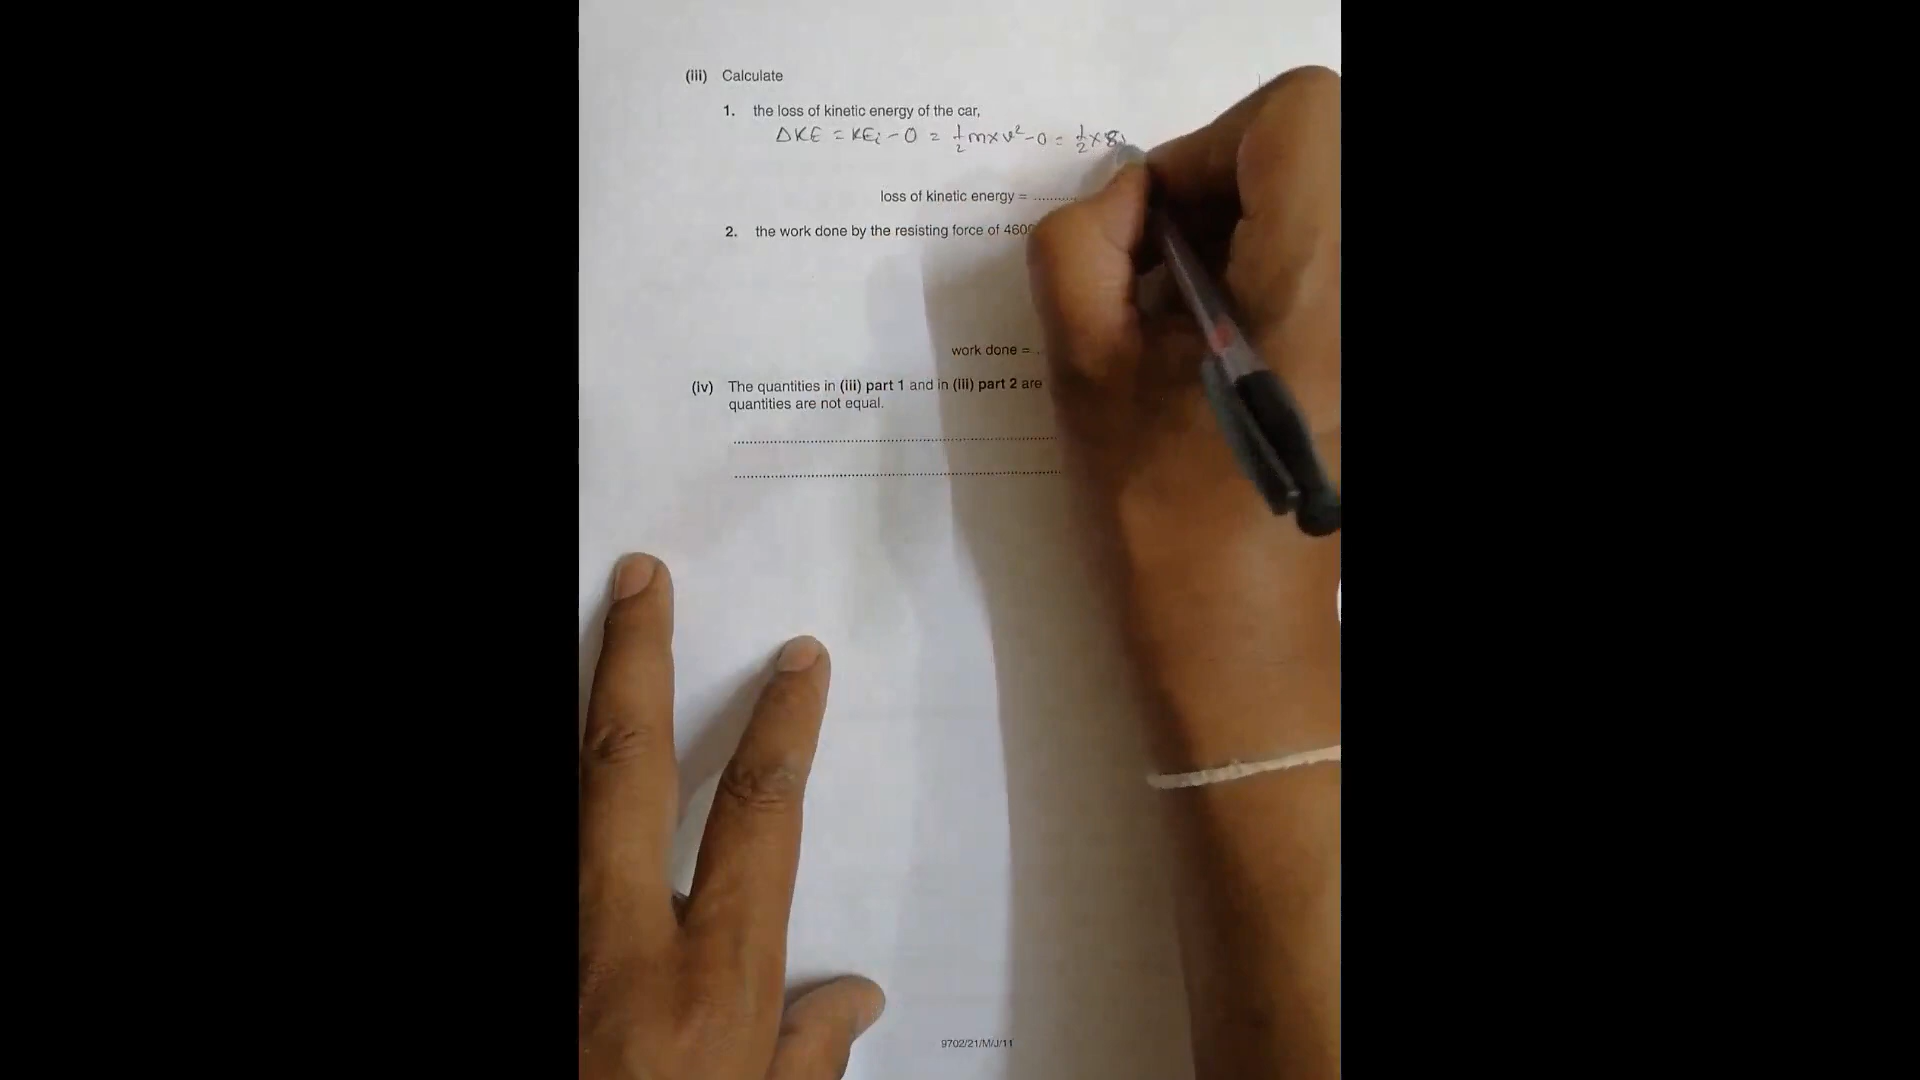 (iii) Calculate
1. the loss of kinetic energy of the car,
ΔKE = KEi - 0 = 1/2 m x v² - 0 = 1/2 x 8
loss of kinetic energy = ..........
2. the work done by the resisting force of 460
work done = ..
(iv) The quantities in (iii) part 1 and in (iii) part 2 are
quantities are not equal.
9702/21/M/J/11